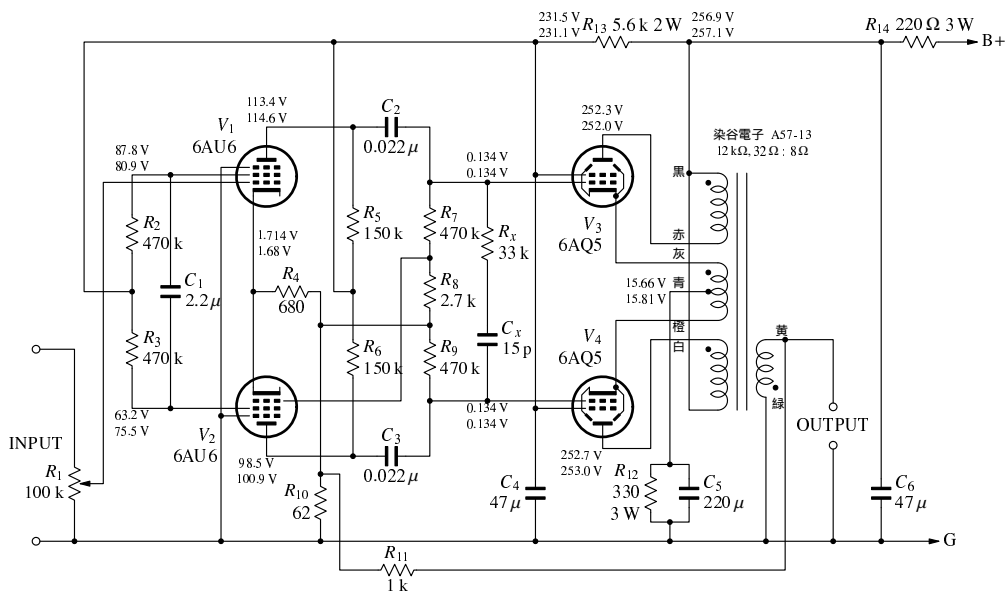 231.5 V
231.1 V
R13 5.6 k 2 W
256.9 V
257.1 V
R14 220 Ω 3 W
B+
113.4 V
114.6 V
V1
6AU6
C2
0.022 μ
252.3 V
252.0 V
染谷電子 A57-13
12 kΩ, 32 Ω : 8 Ω
87.8 V
80.9 V
0.134 V
0.134 V
黒
R2
470 k
R5
150 k
R7
470 k
Rx
33 k
V3
6AQ5
1.714 V
1.68 V
赤
灰
C1
2.2 μ
R4
680
R8
2.7 k
15.66 V
15.81 V
青
R3
470 k
R6
150 k
R9
470 k
Cx
15 p
V4
6AQ5
橙
白
黄
緑
63.2 V
75.5 V
0.134 V
0.134 V
INPUT
V2
6AU6
98.5 V
100.9 V
C3
0.022 μ
252.7 V
253.0 V
OUTPUT
R1
100 k
R10
62
C4
47 μ
R12
330
3 W
C5
220 μ
C6
47 μ
G
R11
1 k